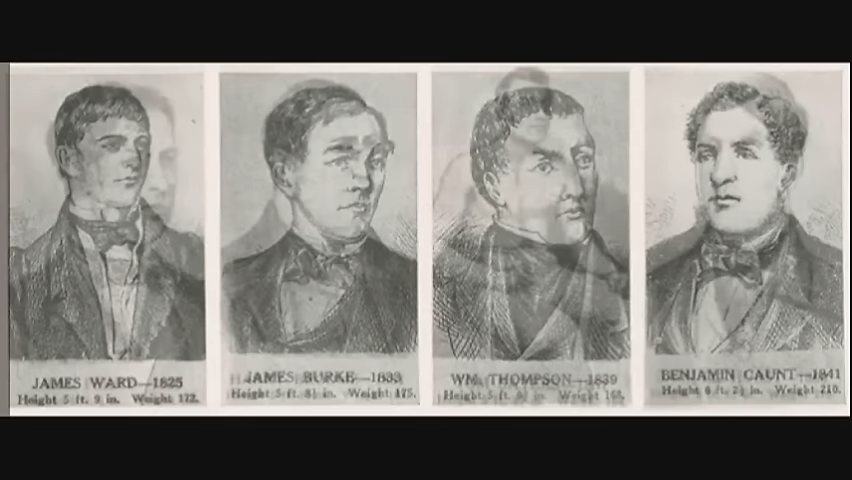 JAMES WARD—1825
Height 5 ft. 9 in. Weight 172.
JAMES BURKE—1833
Height 5 ft. 8½ in. Weight 175.
WM. THOMPSON—1839
Height 5 ft. in. Weight
BENJAMIN CAUNT—1841
Height 6 ft. 2½ in. Weight 210.